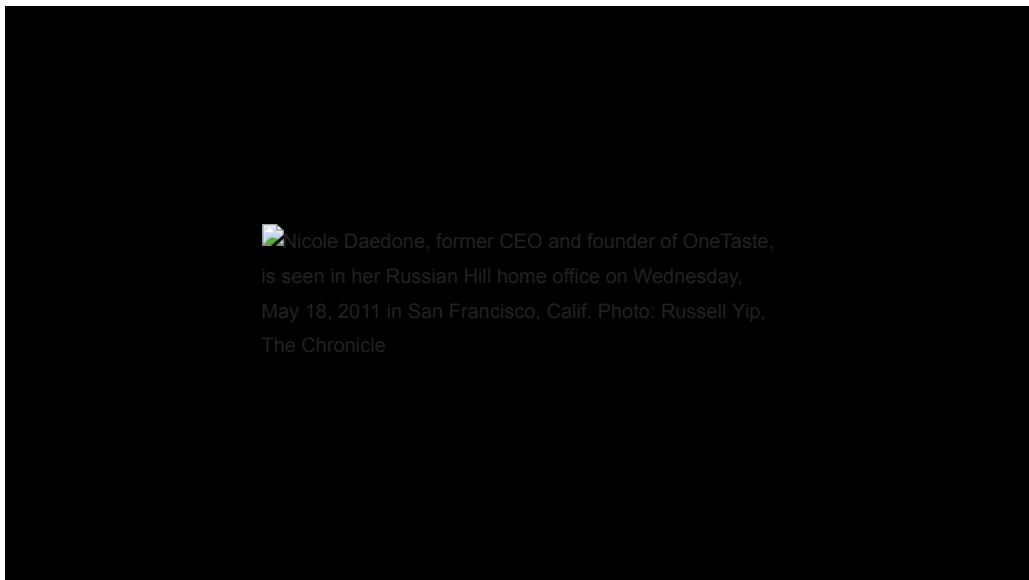 Nicole Daedone, former CEO and founder of OneTaste,
is seen in her Russian Hill home office on Wednesday,
May 18, 2011 in San Francisco, Calif. Photo: Russell Yip,
The Chronicle